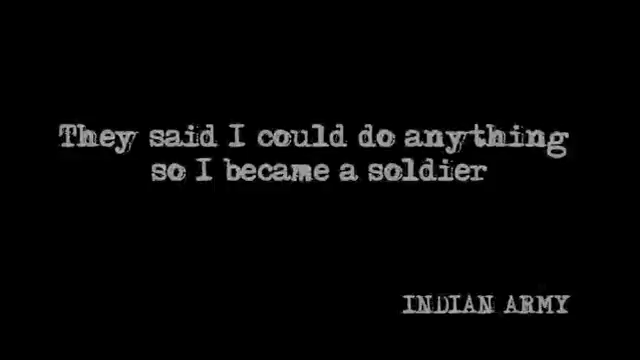 They said I could do anything
so I became a soldier
INDIAN ARMY